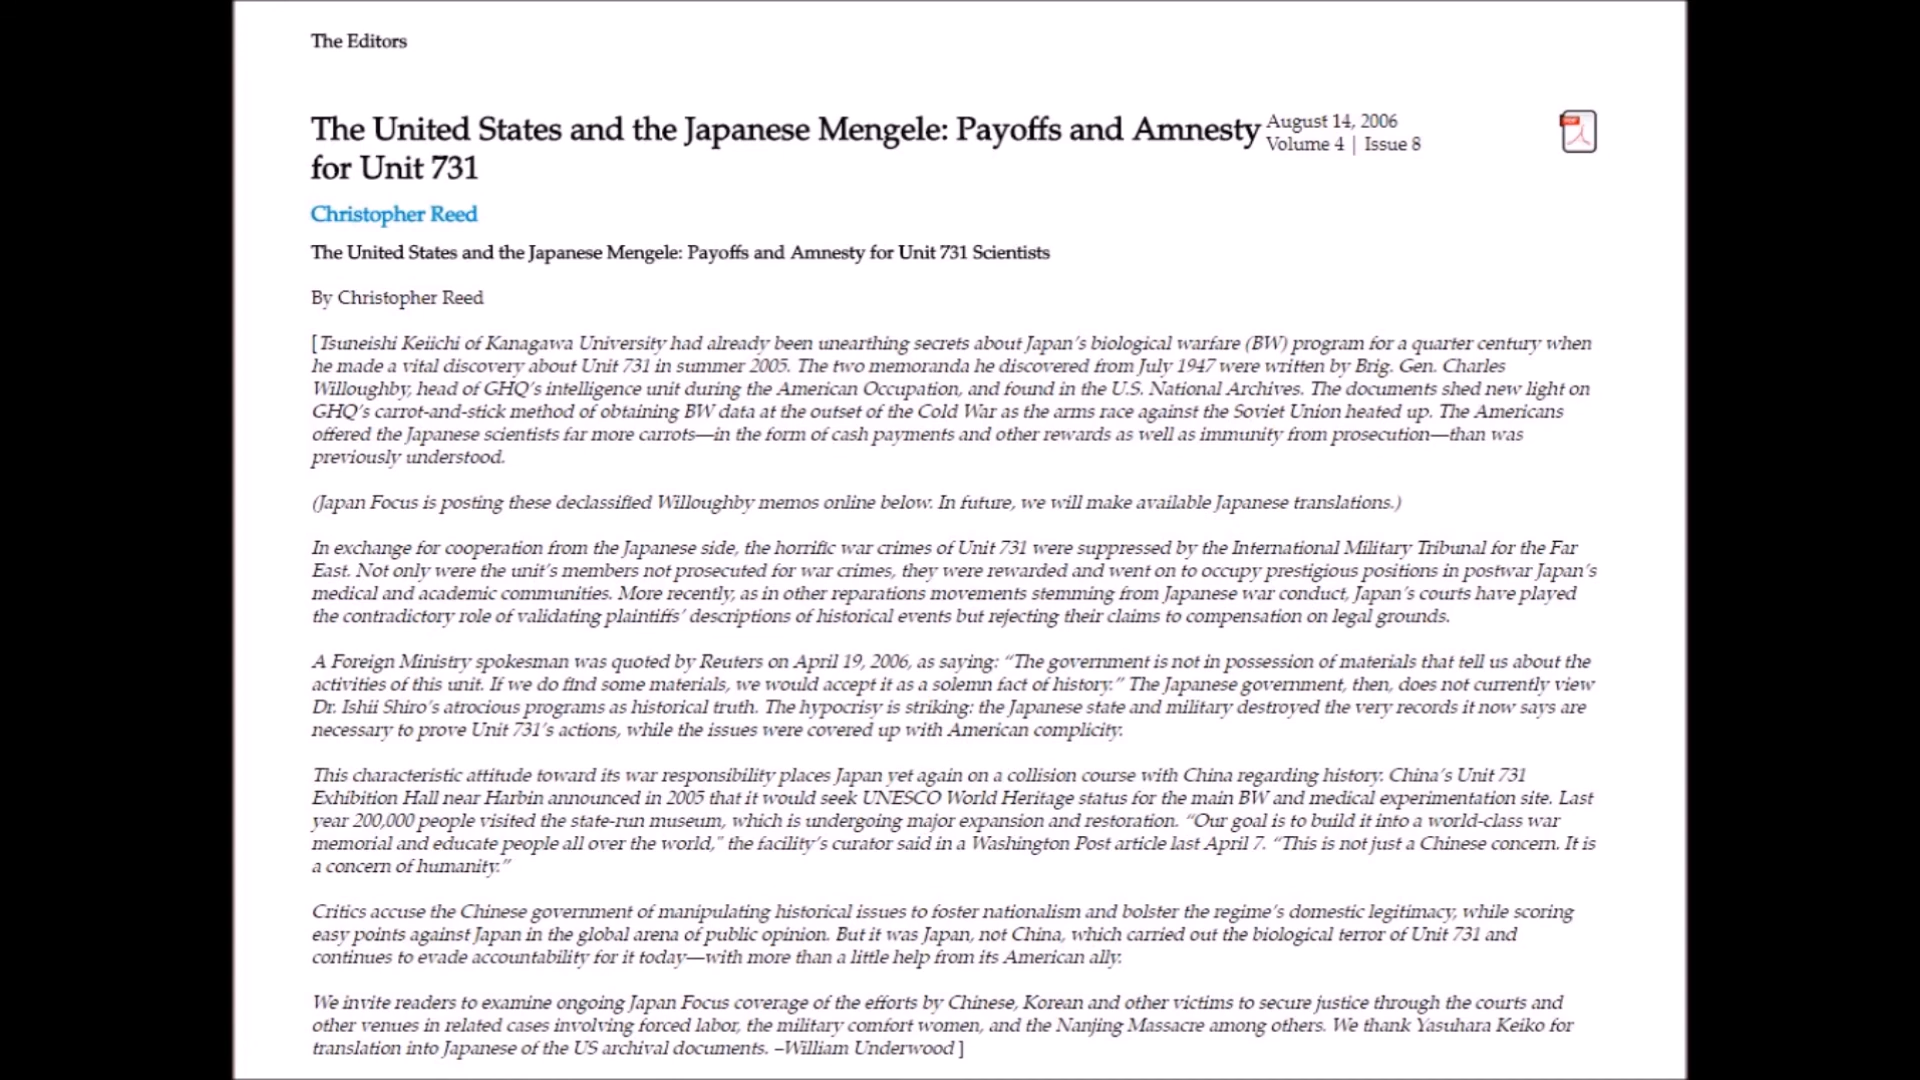 The Editors
The United States and the Japanese Mengele: Payoffs and Amnesty
for Unit 731
August 14, 2006
Volume 4 | Issue 8
Christopher Reed
The United States and the Japanese Mengele: Payoffs and Amnesty for Unit 731 Scientists
By Christopher Reed
[Tsuneishi Keiichi of Kanagawa University had already been unearthing secrets about Japan's biological warfare (BW) program for a quarter century when
he made a vital discovery about Unit 731 in summer 2005. The two memoranda he discovered from July 1947 were written by Brig. Gen. Charles
Willoughby, head of GHQ's intelligence unit during the American Occupation, and found in the U.S. National Archives. The documents shed new light on
GHQ's carrot-and-stick method of obtaining BW data at the outset of the Cold War as the arms race against the Soviet Union heated up. The Americans
offered the Japanese scientists far more carrots—in the form of cash payments and other rewards as well as immunity from prosecution—than was
previously understood.
(Japan Focus is posting these declassified Willoughby memos online below. In future, we will make available Japanese translations.)
In exchange for cooperation from the Japanese side, the horrific war crimes of Unit 731 were suppressed by the International Military Tribunal for the Far
East. Not only were the unit's members not prosecuted for war crimes, they were rewarded and went on to occupy prestigious positions in postwar Japan's
medical and academic communities. More recently, as in other reparations movements stemming from Japanese war conduct, Japan's courts have played
the contradictory role of validating plaintiffs' descriptions of historical events but rejecting their claims to compensation on legal grounds.
A Foreign Ministry spokesman was quoted by Reuters on April 19, 2006, as saying: "The government is not in possession of materials that tell us about the
activities of this unit. If we do find some materials, we would accept it as a solemn fact of history." The Japanese government, then, does not currently view
Dr. Ishii Shiro's atrocious programs as historical truth. The hypocrisy is striking: the Japanese state and military destroyed the very records it now says are
necessary to prove Unit 731's actions, while the issues were covered up with American complicity.
This characteristic attitude toward its war responsibility places Japan yet again on a collision course with China regarding history. China's Unit 731
Exhibition Hall near Harbin announced in 2005 that it would seek UNESCO World Heritage status for the main BW and medical experimentation site. Last
year 200,000 people visited the state-run museum, which is undergoing major expansion and restoration. "Our goal is to build it into a world-class war
memorial and educate people all over the world," the facility's curator said in a Washington Post article last April 7. "This is not just a Chinese concern. It is
a concern of humanity."
Critics accuse the Chinese government of manipulating historical issues to foster nationalism and bolster the regime's domestic legitimacy, while scoring
easy points against Japan in the global arena of public opinion. But it was Japan, not China, which carried out the biological terror of Unit 731 and
continues to evade accountability for it today—with more than a little help from its American ally.
We invite readers to examine ongoing Japan Focus coverage of the efforts by Chinese, Korean and other victims to secure justice through the courts and
other venues in related cases involving forced labor, the military comfort women, and the Nanjing Massacre among others. We thank Yasuhara Keiko for
translation into Japanese of the US archival documents. –William Underwood ]